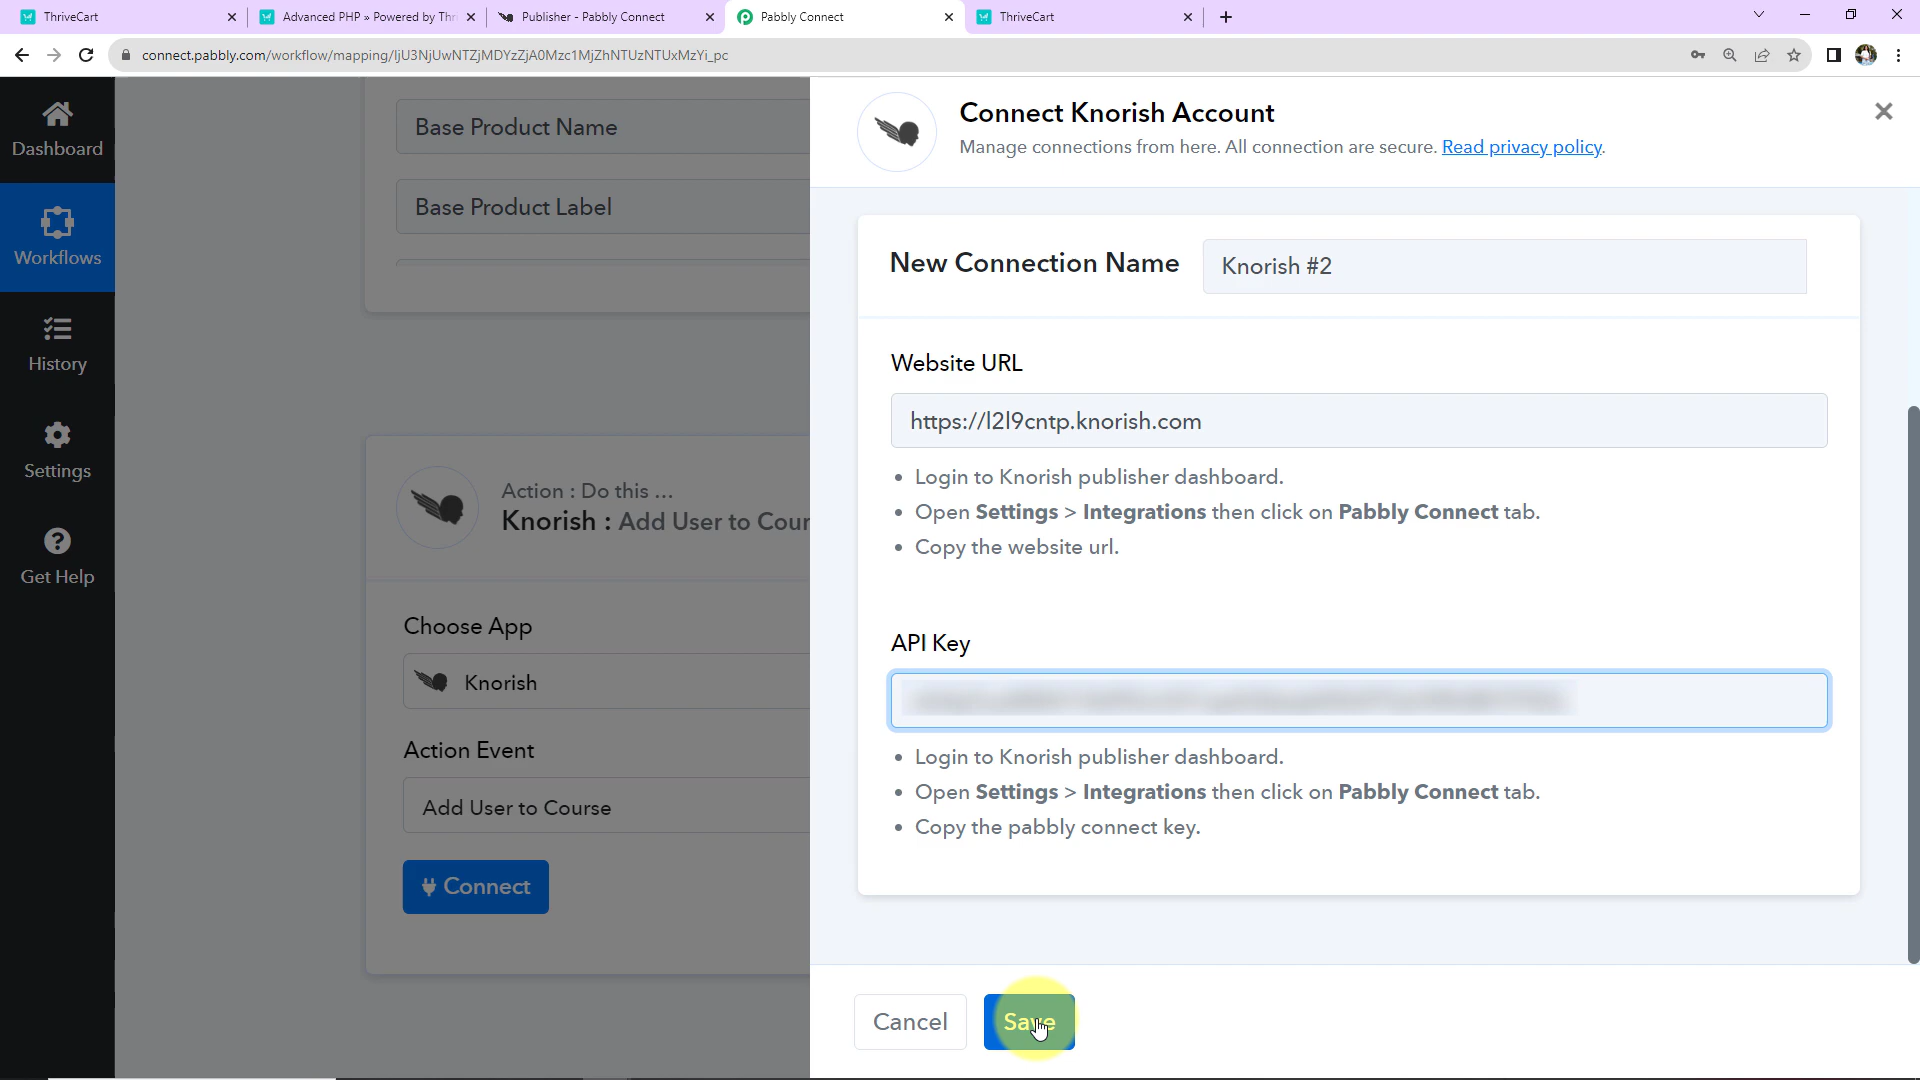 ThriveCart
Advanced PHP » Powered by Thri
Publisher - Pabbly Connect
Pabbly Connect
ThriveCart
connect.pabbly.com/workflow/mapping/IjU3NjUwNTZjMDYzZjA0Mzc1MjZhNTUzNTUxMzYi_pc
Dashboard
Workflows
History
Settings
Get Help
Base Product Name
Base Product Label
Action : Do this ...
Knorish : Add User to Cour
Choose App
Knorish
Action Event
Add User to Course
Connect
Connect Knorish Account
Manage connections from here. All connection are secure. Read privacy policy.
New Connection Name
Knorish #2
Website URL
https://l2l9cntp.knorish.com
• Login to Knorish publisher dashboard.
• Open Settings > Integrations then click on Pabbly Connect tab.
• Copy the website url.
API Key
• Login to Knorish publisher dashboard.
• Open Settings > Integrations then click on Pabbly Connect tab.
• Copy the pabbly connect key.
Cancel
Save